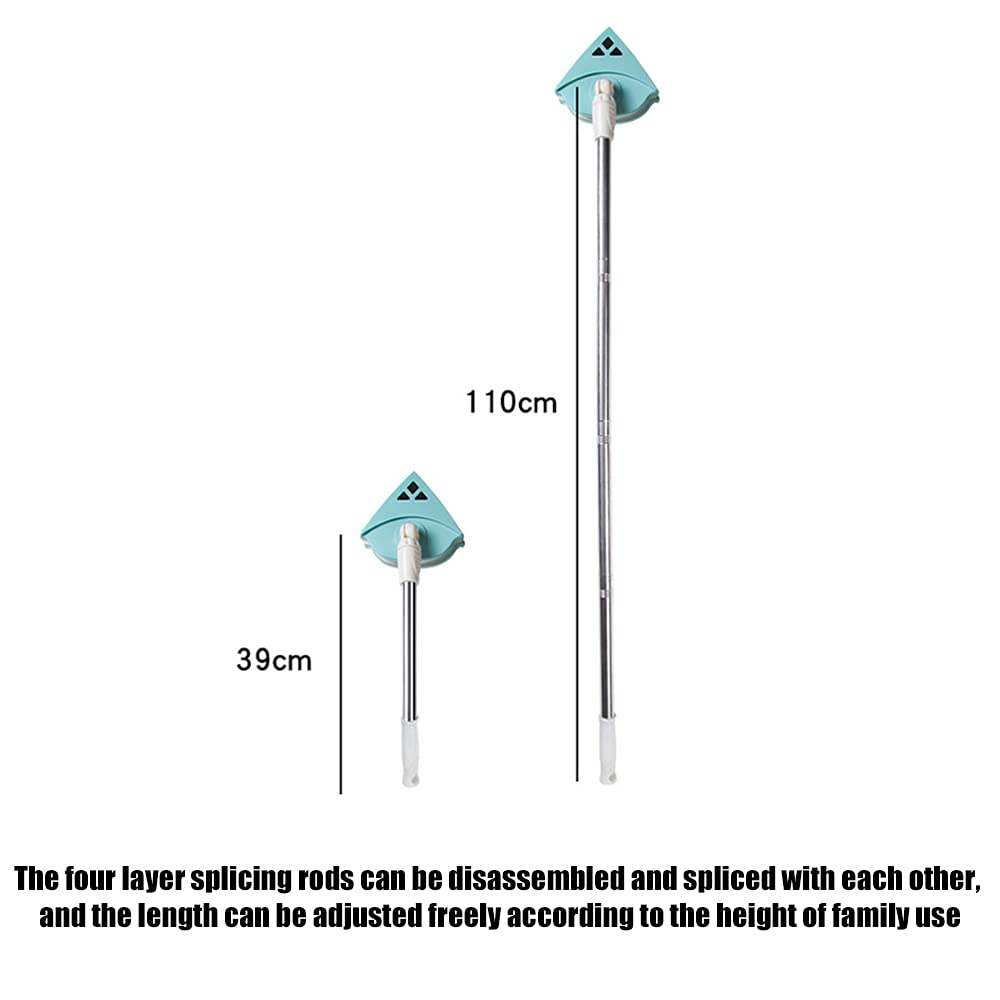 110cm
39cm
The four layer splicing rods can be disassembled and spliced with each other,
and the length can be adjusted freely according to the height of family use